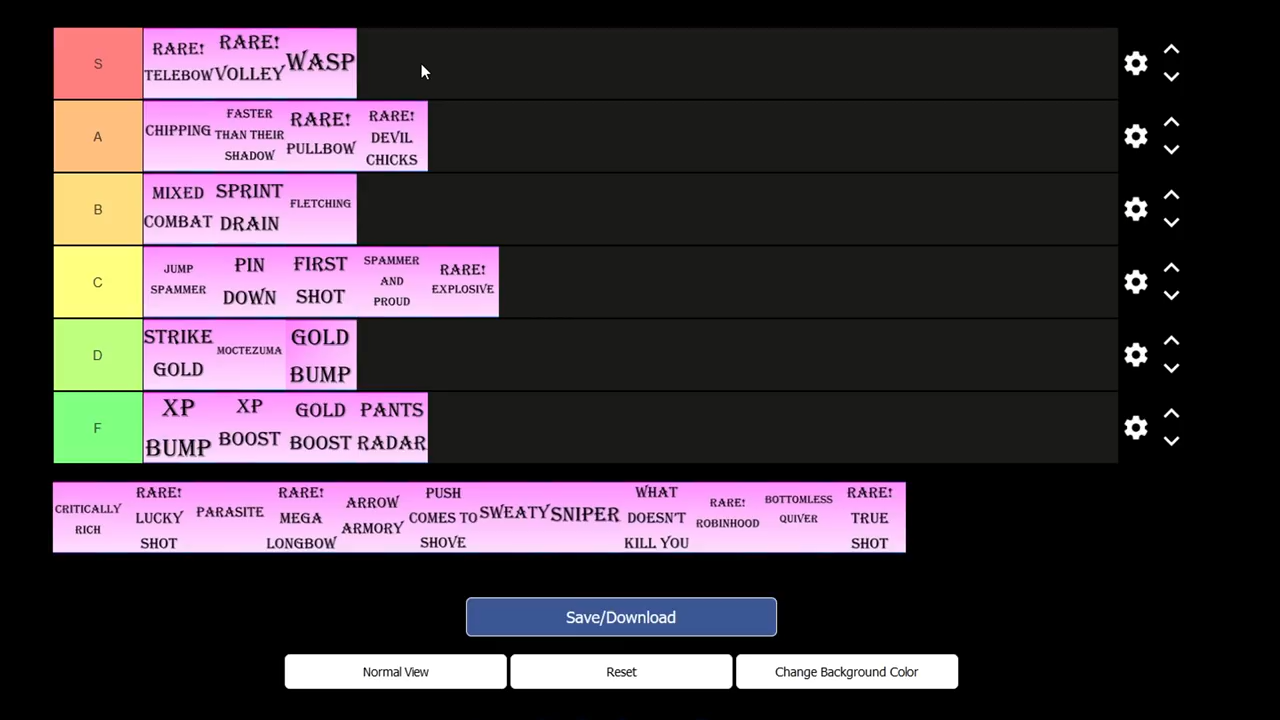 S
RARE! TELEBOW
RARE! VOLLEY
WASP
A
CHIPPING
FASTER THAN THEIR SHADOW
RARE! PULLBOW
RARE! DEVIL CHICKS
B
MIXED COMBAT
SPRINT DRAIN
FLETCHING
C
JUMP SPAMMER
PIN DOWN
FIRST SHOT
SPAMMER AND PROUD
RARE! EXPLOSIVE
D
STRIKE GOLD
MOCTEZUMA
GOLD BUMP
F
XP BUMP
XP BOOST
GOLD BOOST
PANTS RADAR
CRITICALLY RICH
RARE! LUCKY SHOT
PARASITE
RARE! MEGA LONGBOW
ARROW ARMORY
PUSH COMES TO SHOVE
SWEATY
SNIPER
WHAT DOESN'T KILL YOU
RARE! ROBINHOOD
BOTTOMLESS QUIVER
RARE! TRUE SHOT
Save/Download
Normal View
Reset
Change Background Color